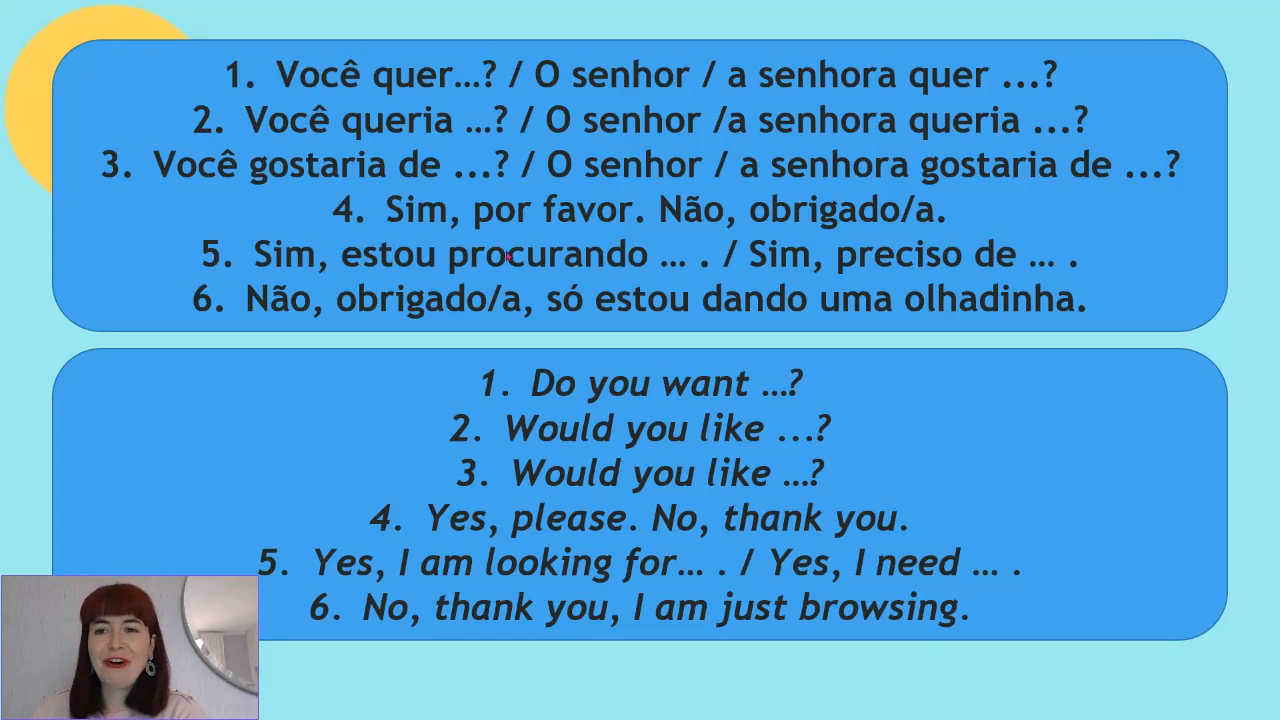 1. Você quer…? / O senhor / a senhora quer ...?
2. Você queria …? / O senhor /a senhora queria ...?
3. Você gostaria de ...? / O senhor / a senhora gostaria de ...?
4. Sim, por favor. Não, obrigado/a.
5. Sim, estou procurando … . / Sim, preciso de … .
6. Não, obrigado/a, só estou dando uma olhadinha.
1. Do you want …?
2. Would you like ...?
3. Would you like …?
4. Yes, please. No, thank you.
5. Yes, I am looking for… . / Yes, I need … .
6. No, thank you, I am just browsing.